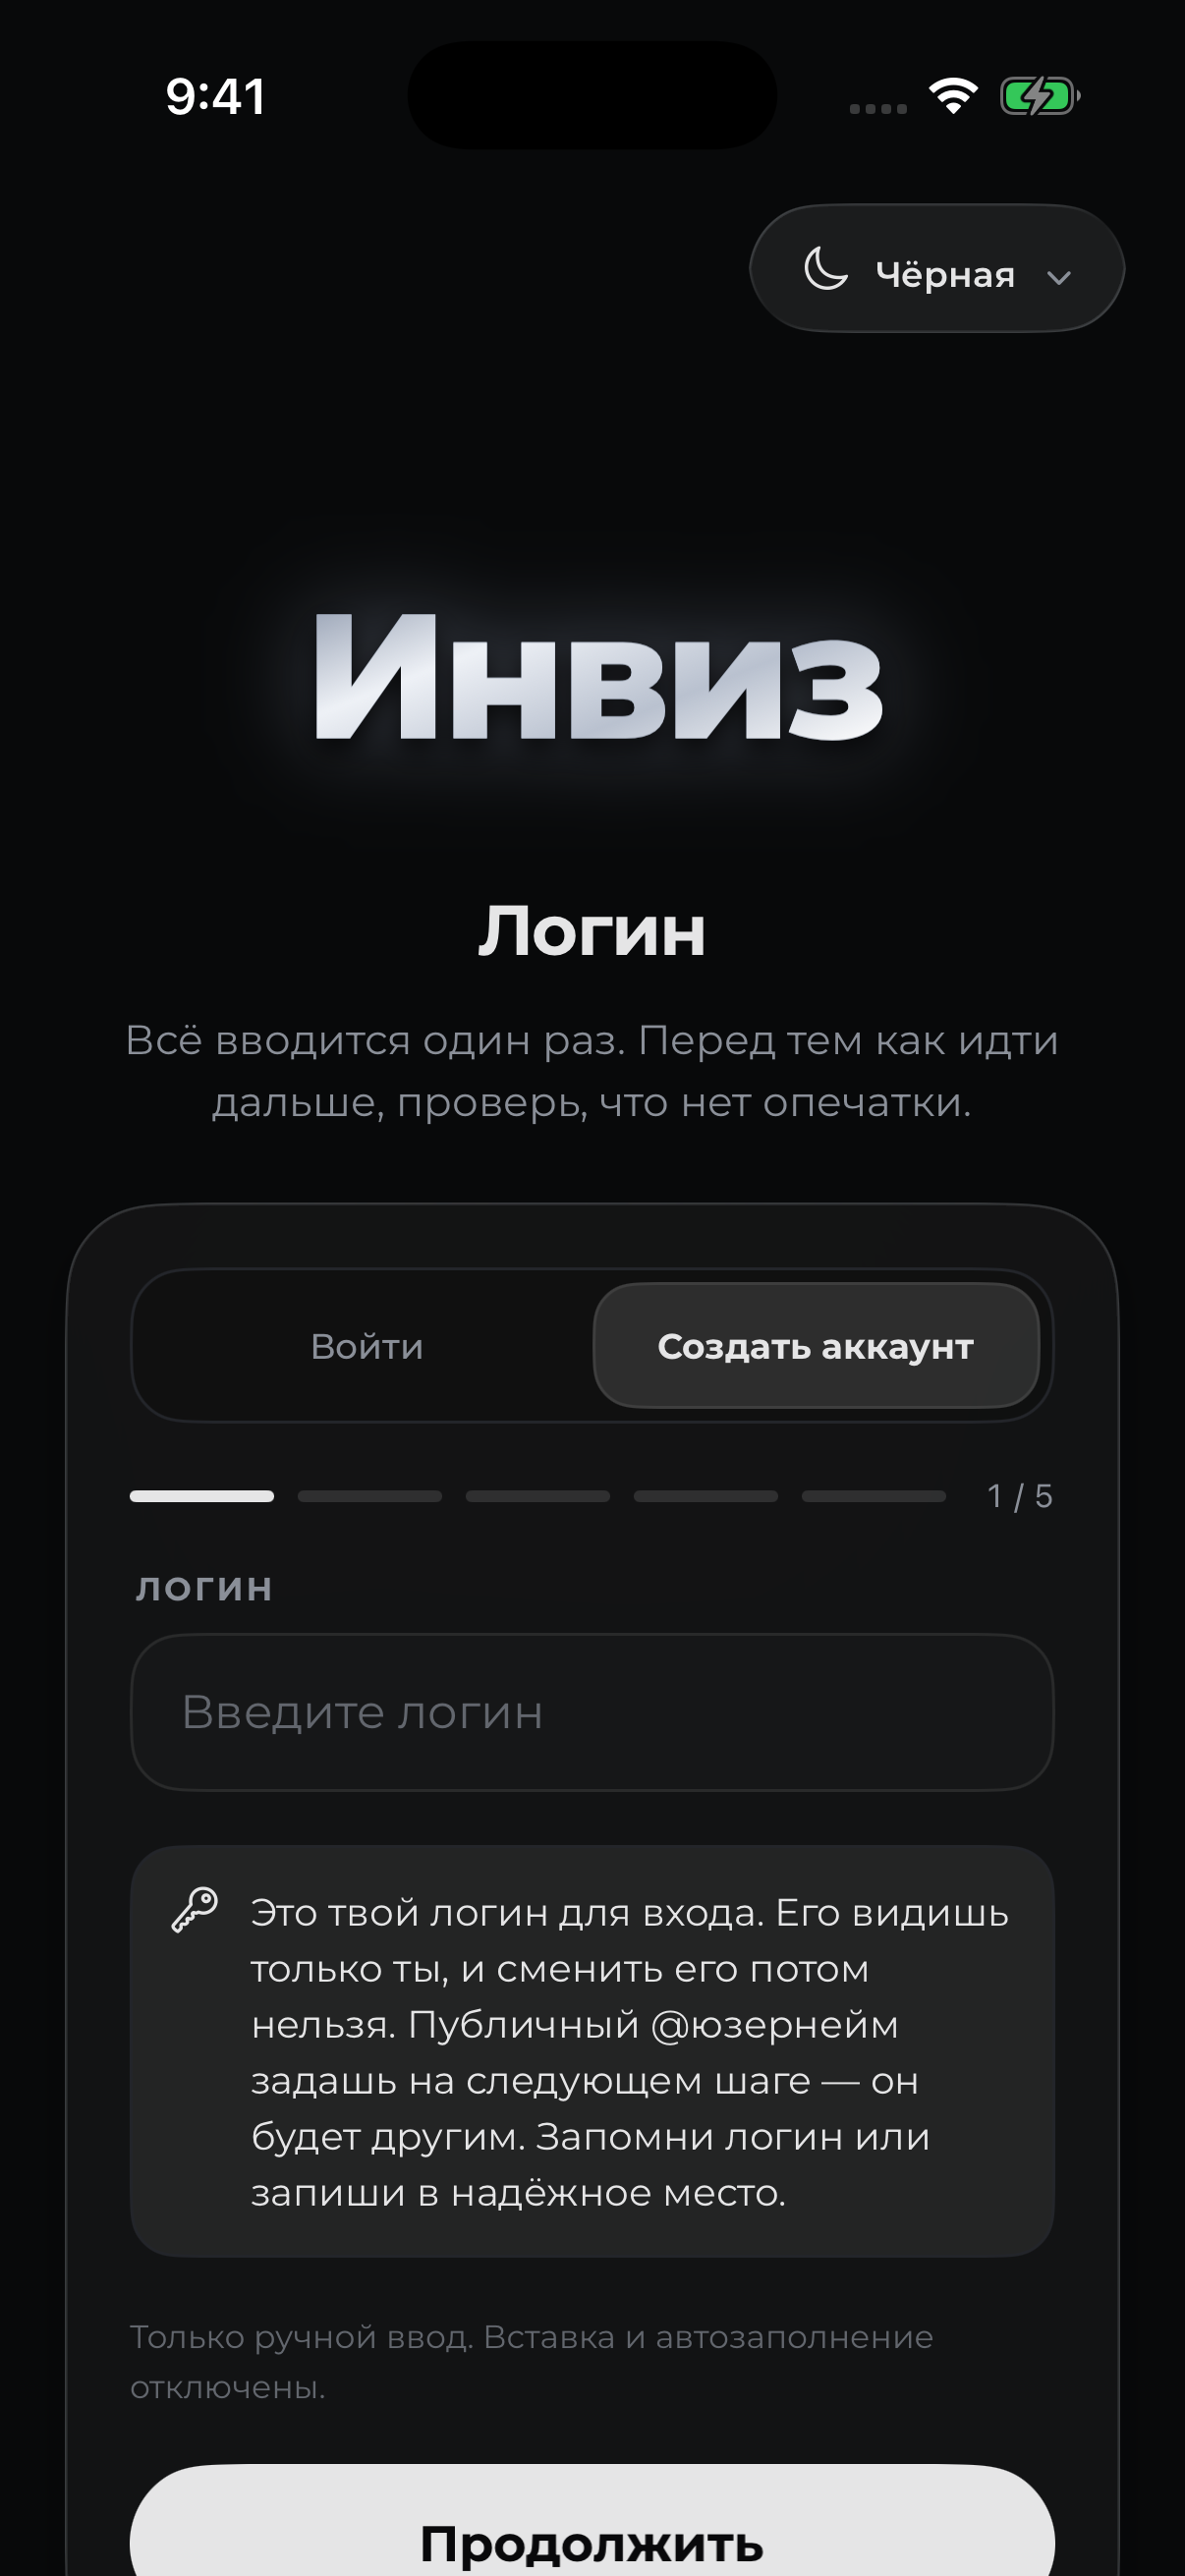 9:41
Чёрная
Инвиз
Логин
Всё вводится один раз. Перед тем как идти
дальше, проверь, что нет опечатки.
Войти
Создать аккаунт
1 / 5
ЛОГИН
Введите логин
Это твой логин для входа. Его видишь
только ты, и сменить его потом
нельзя. Публичный @юзернейм
задашь на следующем шаге — он
будет другим. Запомни логин или
запиши в надёжное место.
Только ручной ввод. Вставка и автозаполнение
отключены.
Продолжить